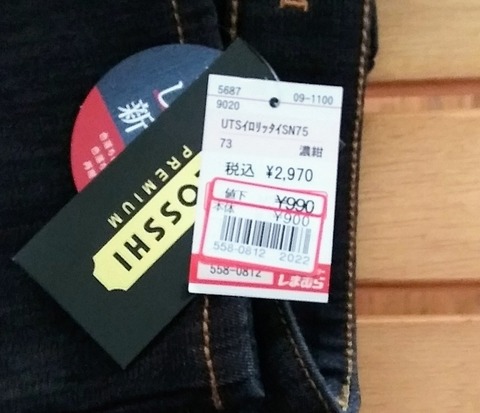 5687 09-1100
9020
UTSイロリッタイSN75
73 濃紺
税込 ¥2,970
値下 ¥990
本体 ¥900
558-0812 2022
558-0812
しまむら
PREMIUM
OSSHI
新